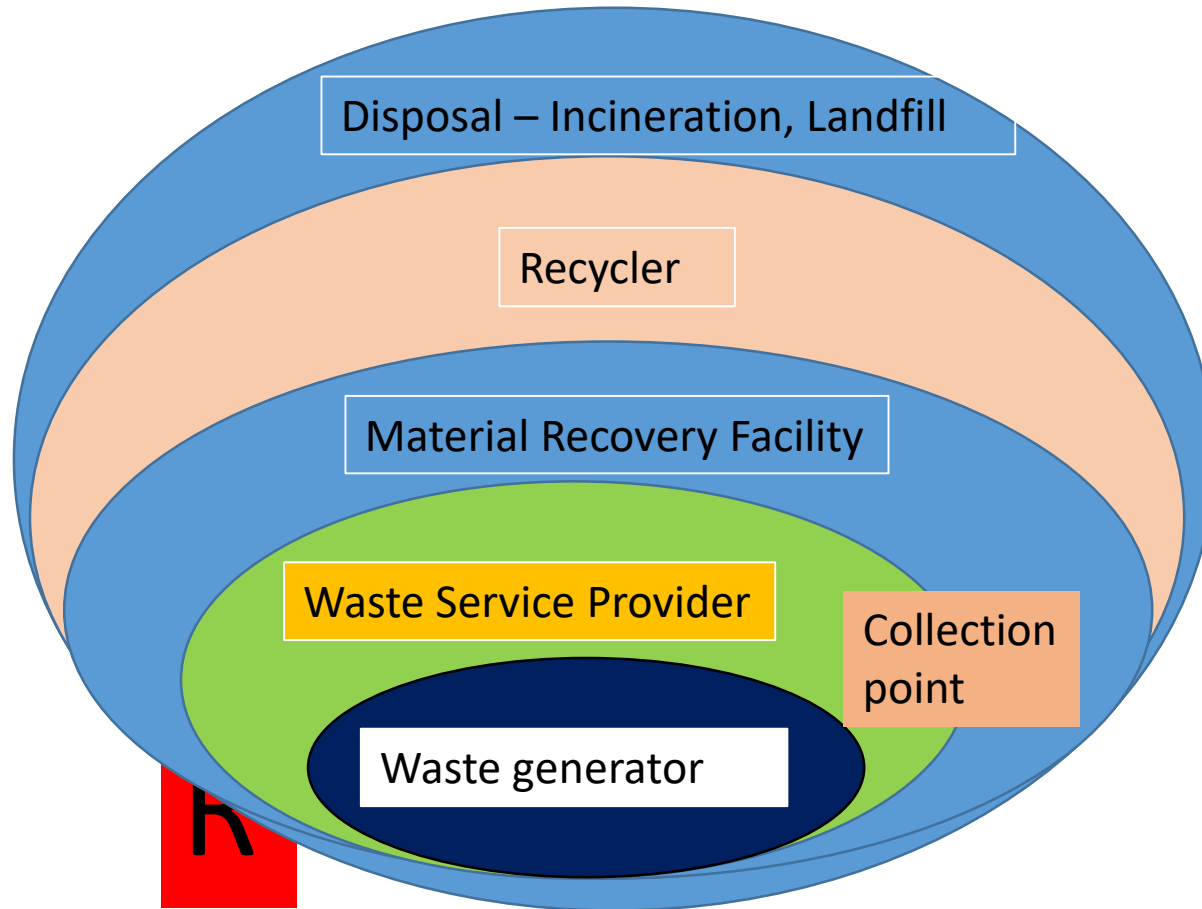 Disposal – Incineration, Landfill
Recycler
Material Recovery Facility
Waste Service Provider
Collection
point
Waste generator
R